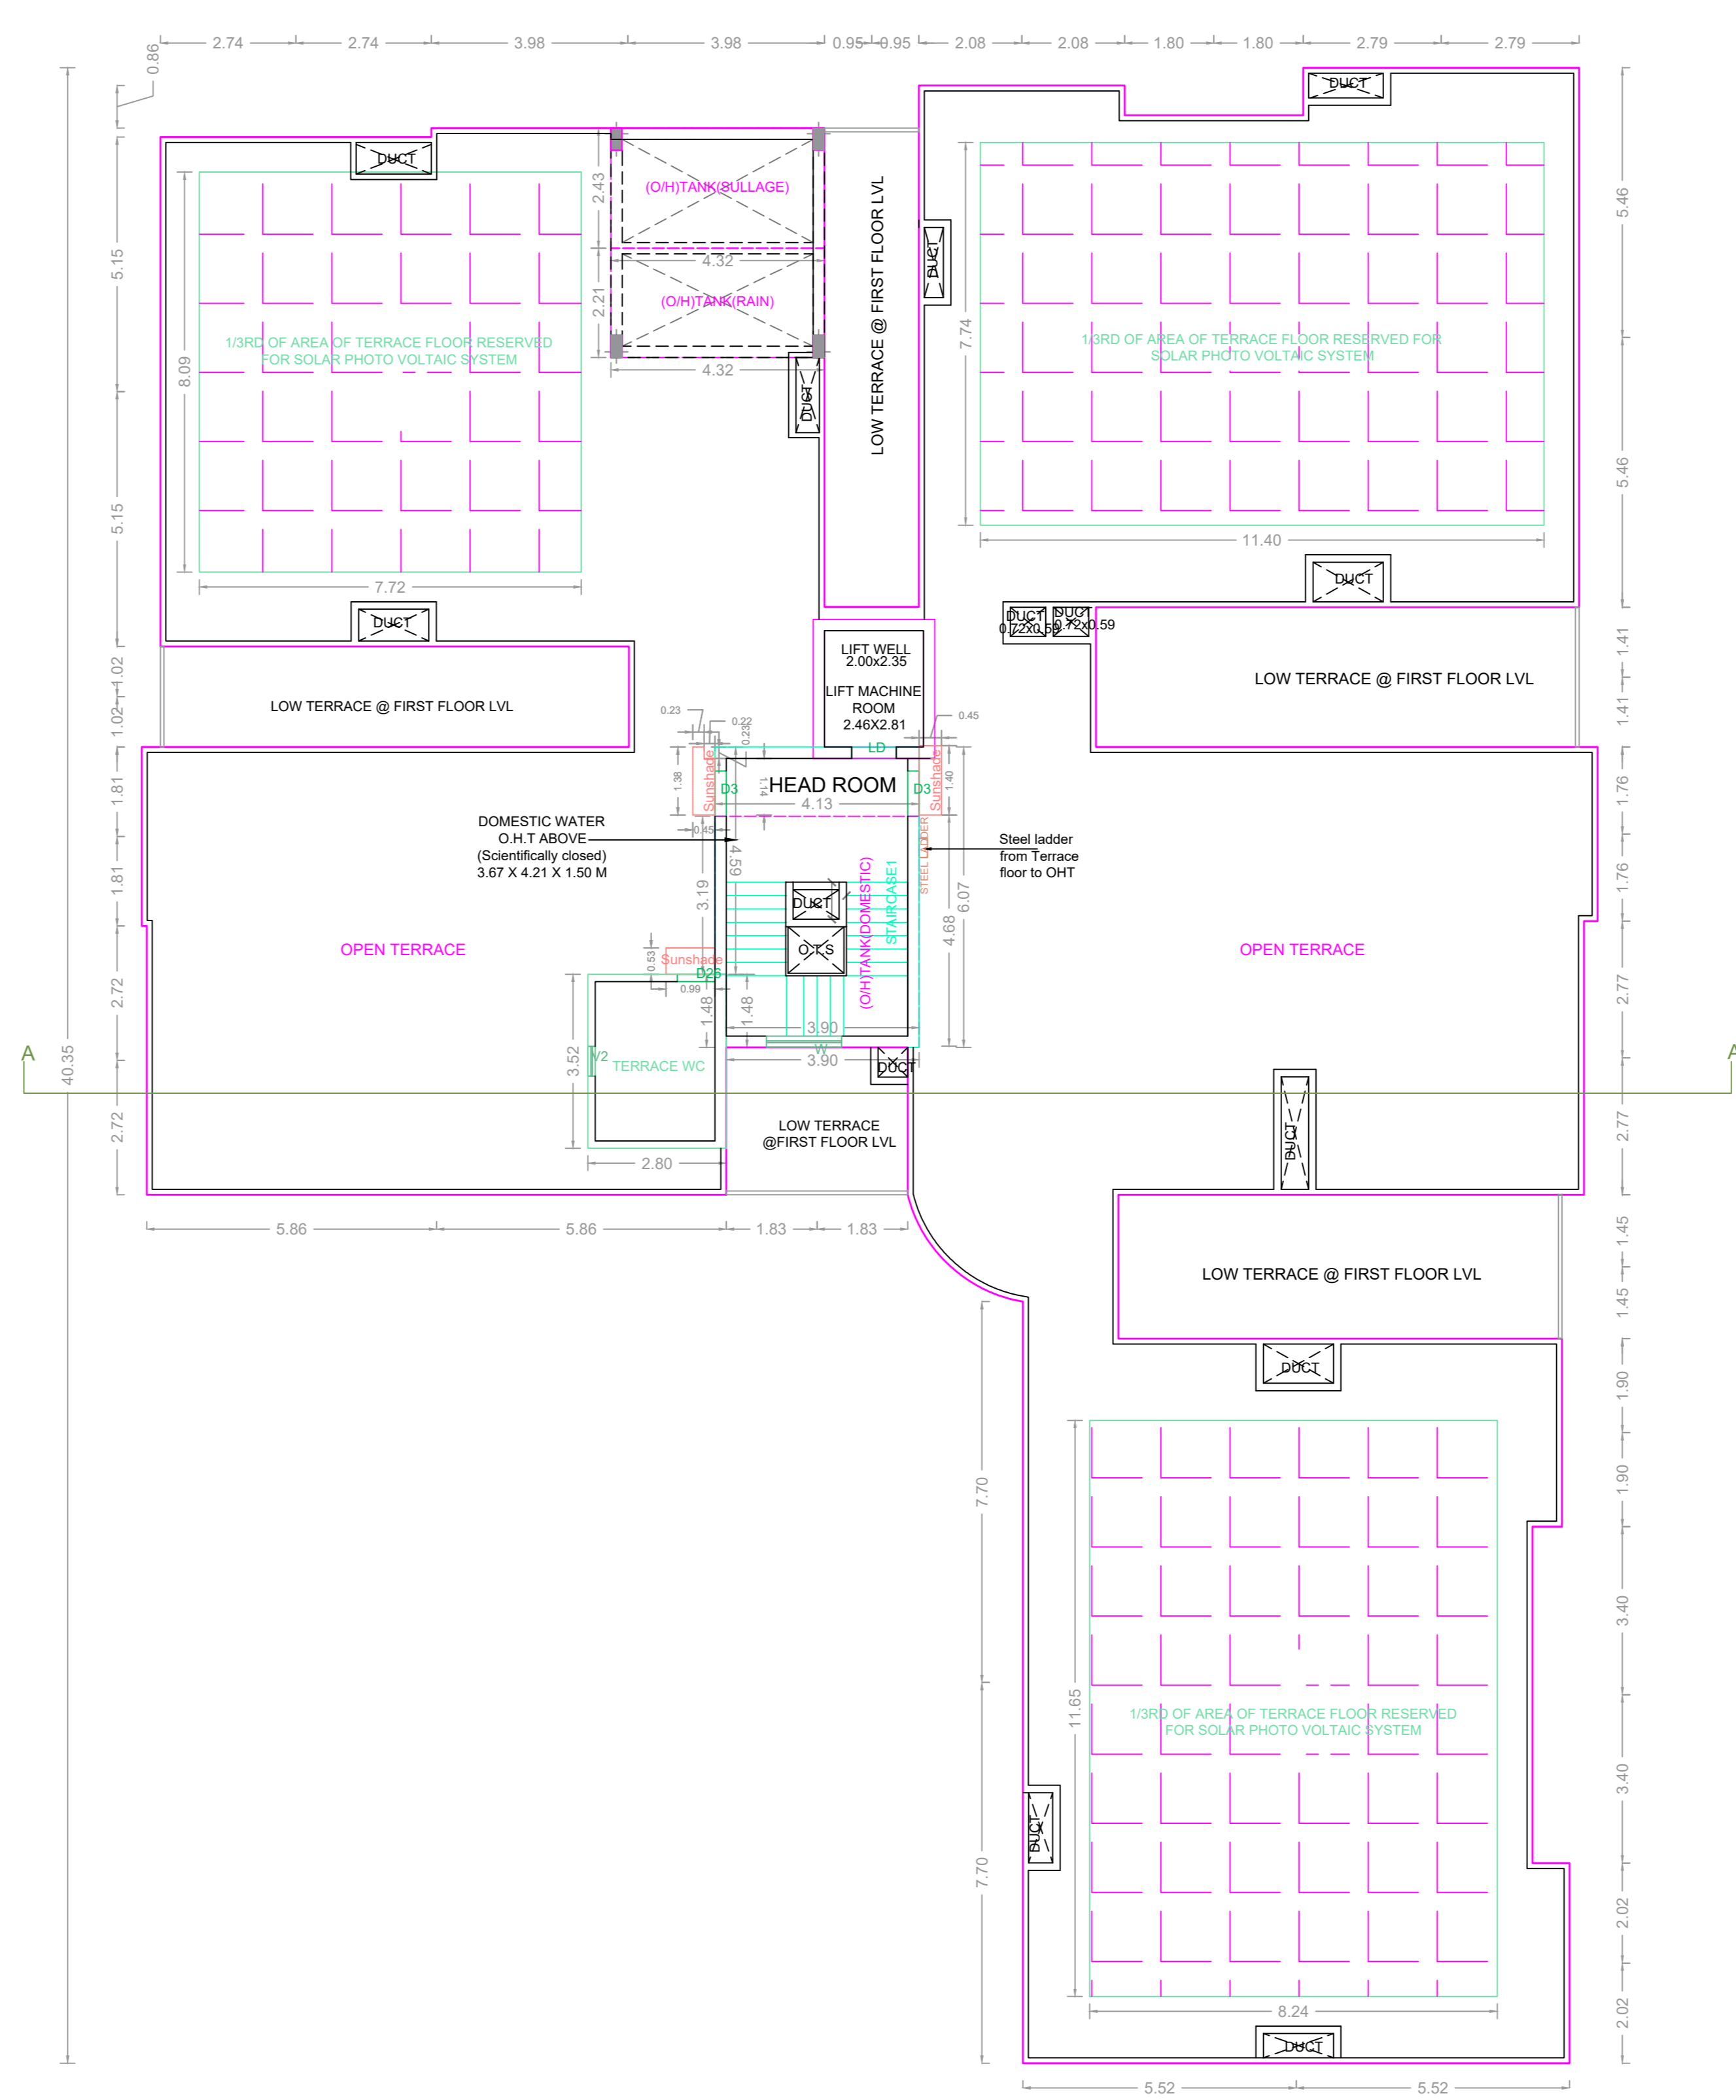 2.74
2.74
3.98
3.98
0.95
0.95
2.08
2.08
1.80
1.80
2.79
2.79
0.86
DUCT
DUCT
(O/H)TANK(SULLAGE)
2.43
4.32
(O/H)TANK(RAIN)
2.21
4.32
DUCT
LOW TERRACE @ FIRST FLOOR LVL
DUCT
5.46
5.46
5.15
5.15
8.09
1/3RD OF AREA OF TERRACE FLOOR RESERVED
FOR SOLAR PHOTO VOLTAIC SYSTEM
7.72
7.74
1/3RD OF AREA OF TERRACE FLOOR RESERVED FOR
SOLAR PHOTO VOLTAIC SYSTEM
11.40
DUCT
DUCT
DUCT
0.72x0.59
DUCT
0.72x0.59
1.02
1.02
LOW TERRACE @ FIRST FLOOR LVL
LIFT WELL
2.00x2.35
LIFT MACHINE
ROOM
2.46X2.81
LOW TERRACE @ FIRST FLOOR LVL
1.41
1.41
0.23
0.22
0.23
0.45
LD
1.38
Sunshade
D3
1.14
HEAD ROOM
4.13
D3
Sunshade
1.40
0.45
1.81
1.81
1.76
1.76
DOMESTIC WATER
O.H.T ABOVE
(Scientifically closed)
3.67 X 4.21 X 1.50 M
4.59
3.19
Steel ladder
from Terrace
floor to OHT
STEEL LADDER
(O/H)TANK(DOMESTIC)
STAIRCASE1
DUCT
O.T.S
4.68
6.07
OPEN TERRACE
OPEN TERRACE
0.53
Sunshade
D26
0.99
1.48
1.48
3.90
W
3.90
DUCT
2.72
2.72
2.77
2.77
40.35
A
A
3.52
V2
TERRACE WC
2.80
LOW TERRACE
@FIRST FLOOR LVL
DUCT
5.86
5.86
1.83
1.83
LOW TERRACE @ FIRST FLOOR LVL
1.45
1.45
DUCT
1.90
1.90
7.70
7.70
11.65
1/3RD OF AREA OF TERRACE FLOOR RESERVED
FOR SOLAR PHOTO VOLTAIC SYSTEM
3.40
3.40
DUCT
2.02
2.02
8.24
DUCT
5.52
5.52